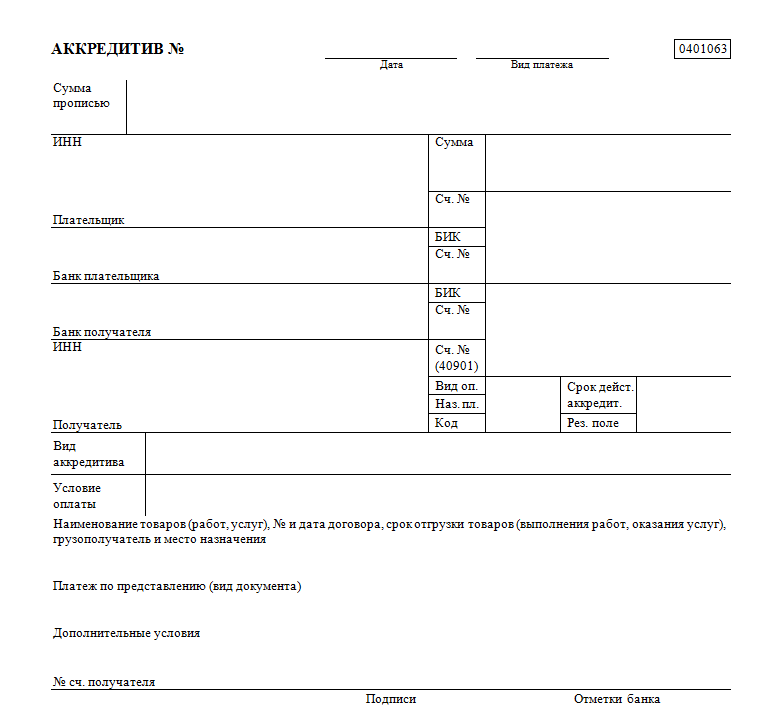 АККРЕДИТИВ №
0401063
Дата
Вид платежа
Сумма
прописью
ИНН
Сумма
Сч. №
Плательщик
БИК
Сч. №
Банк плательщика
БИК
Сч. №
Банк получателя
ИНН
Сч. №
(40901)
Вид оп.
Срок дейст.
Наз. пл.
аккредит.
Получатель
Код
Рез. поле
Вид
аккредитива
Условие
оплаты
Наименование товаров (работ, услуг), № и дата договора, срок отгрузки товаров (выполнения работ, оказания услуг),
грузополучатель и место назначения
Платеж по представлению (вид документа)
Дополнительные условия
№ сч. получателя
Подписи
Отметки банка